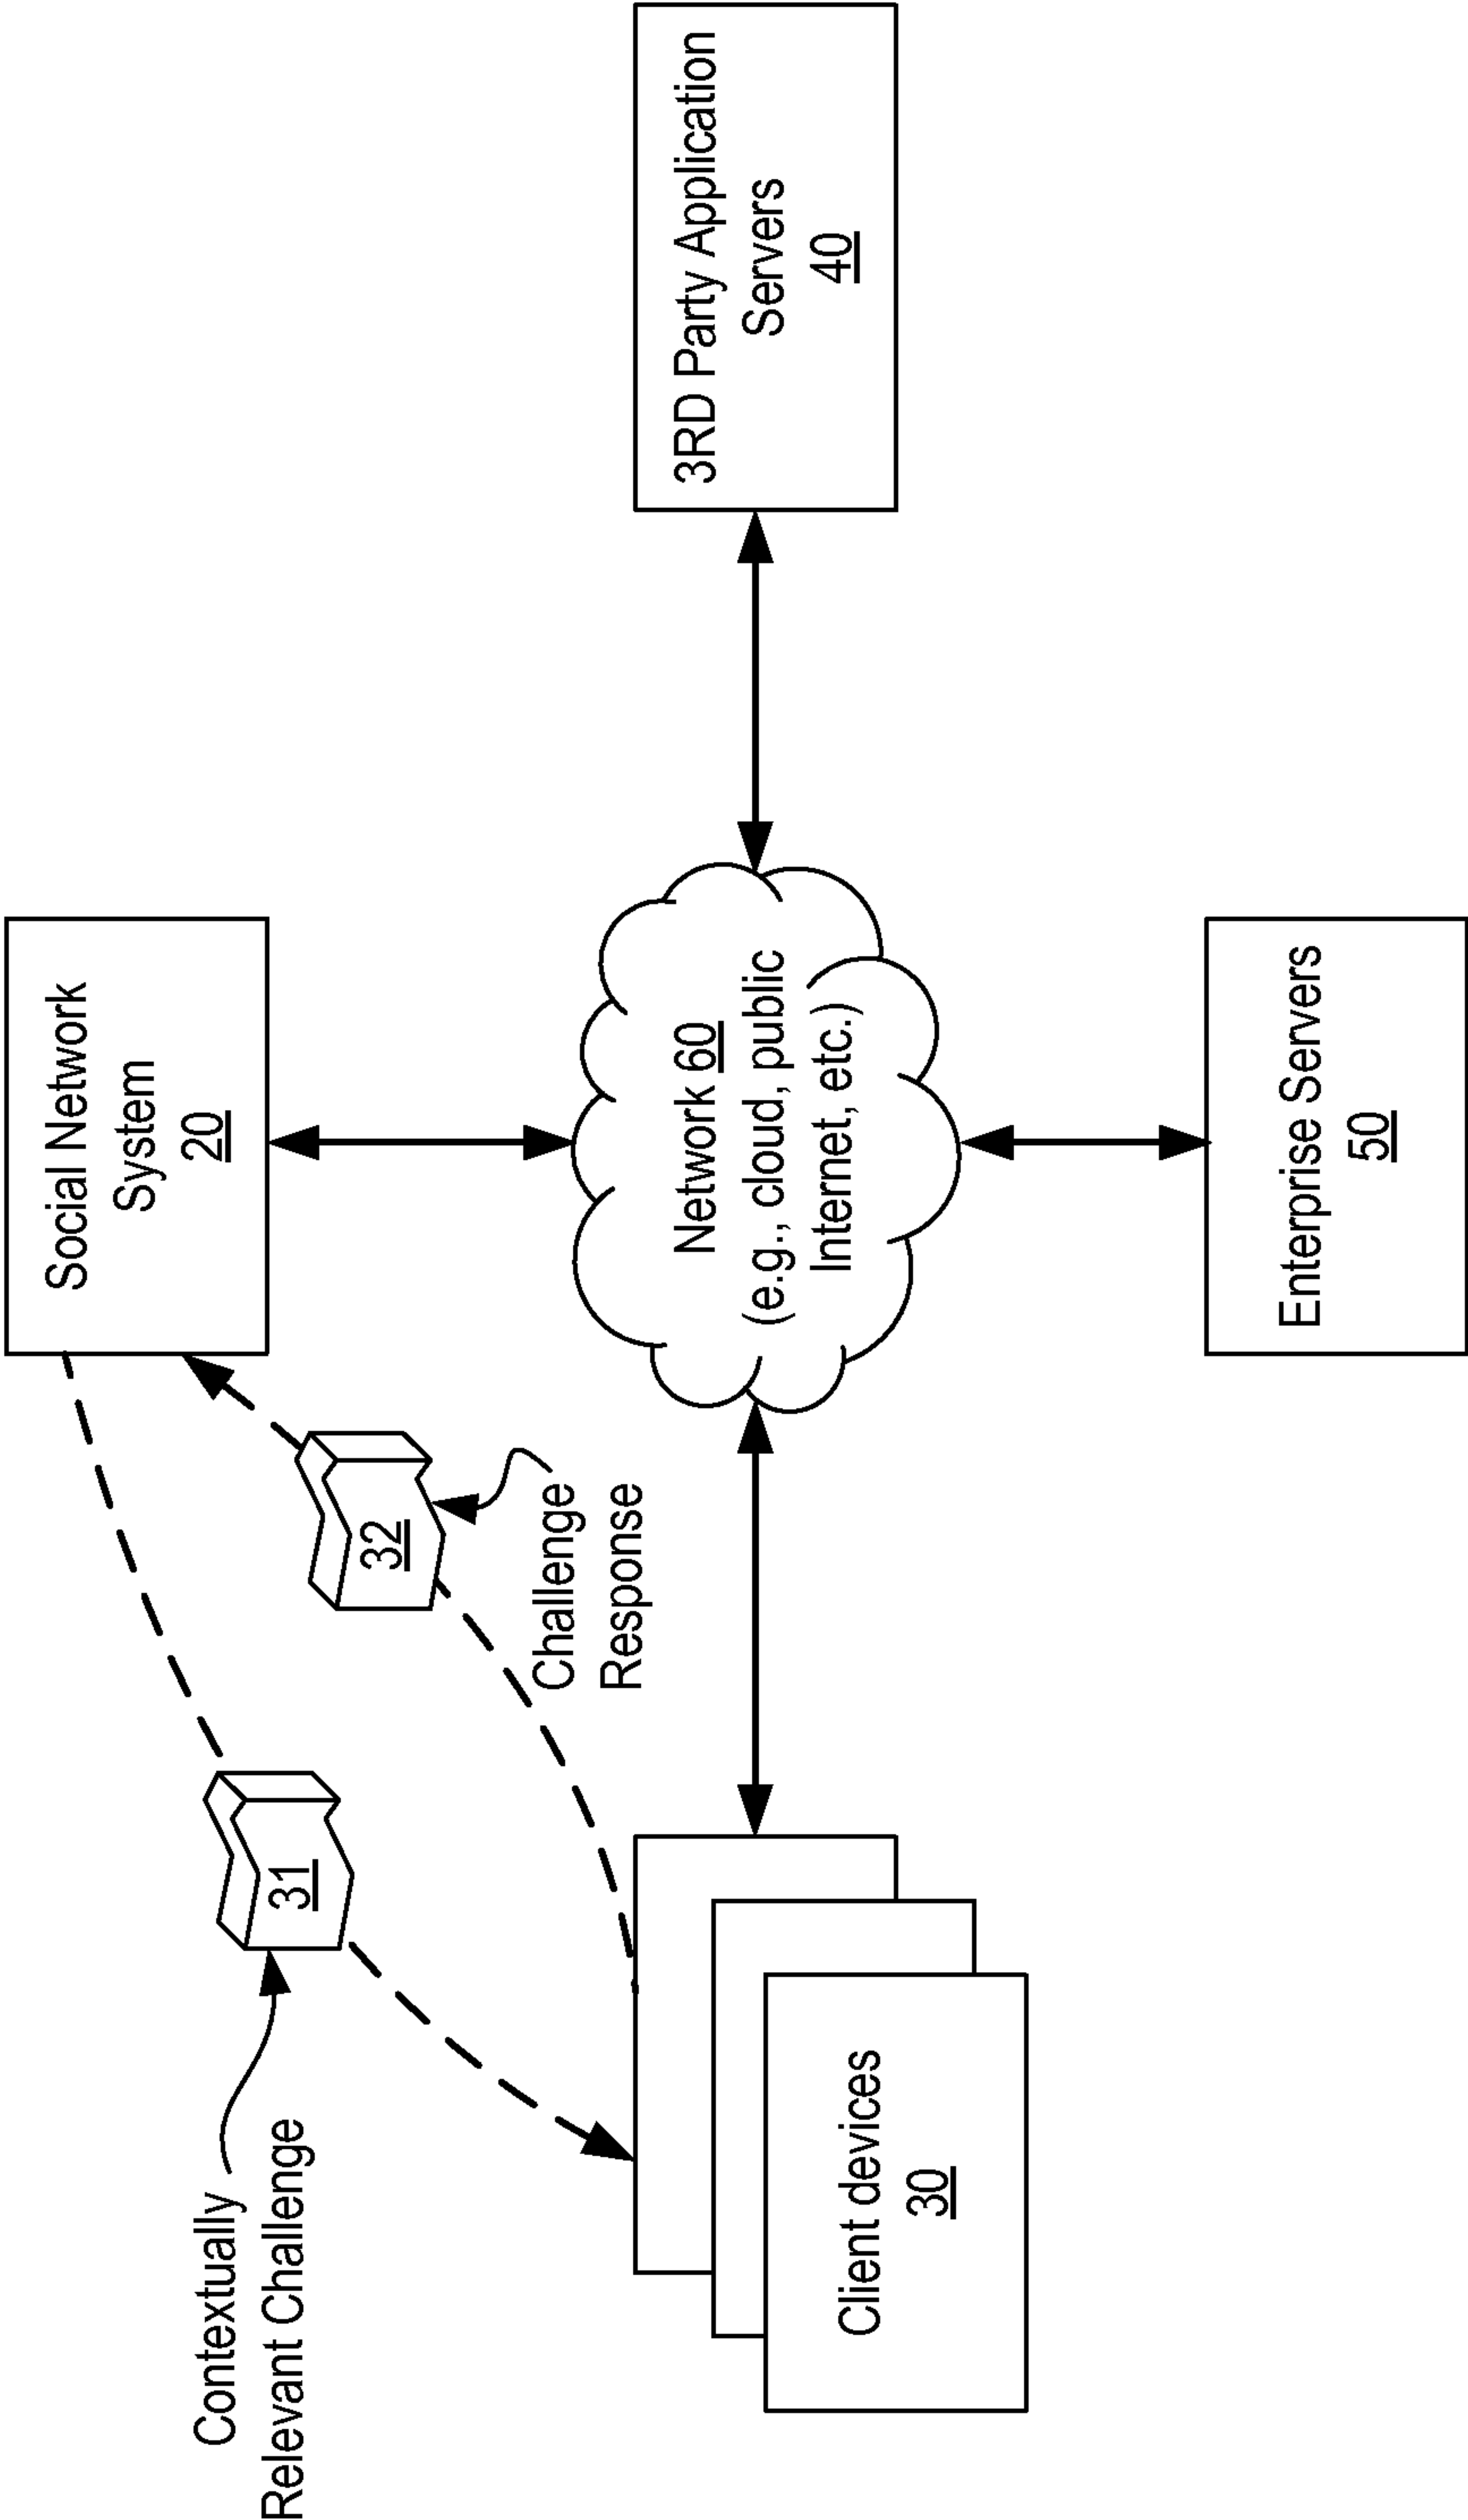 Social Network
System
20
Contextually
Relevant Challenge
31
32
Challenge
Response
Client devices
30
Network 60
(e.g., cloud, public
Internet, etc.)
3RD Party Application
Servers
40
Enterprise Servers
50